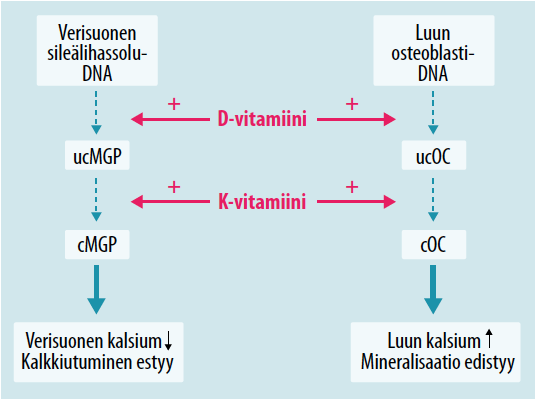 Verisuonen
sileälihassolu-
DNA
Luun
osteoblasti-
DNA
+ +
D-vitamiini
ucMGP
ucOC
+ +
K-vitamiini
cMGP
cOC
Verisuonen kalsium ↓
Kalkkiutuminen estyy
Luun kalsium ↑
Mineralisaatio edistyy